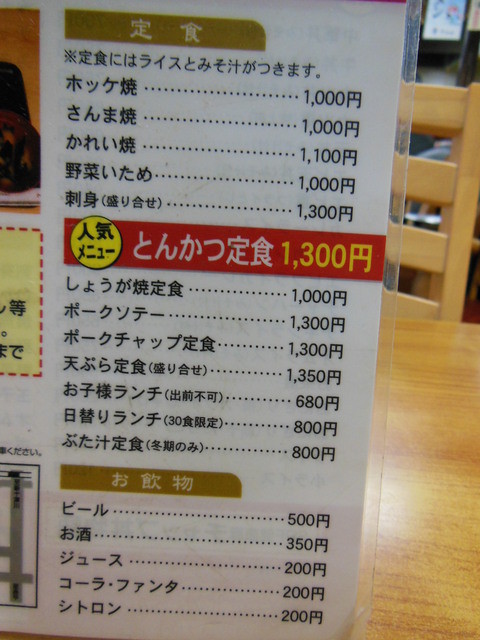 定食
※定食にはライスとみそ汁がつきます。
ホッケ焼 1,000円
さんま焼 1,000円
かれい焼 1,100円
野菜いため 1,000円
刺身(盛り合せ) 1,300円
人気
メニュー
とんかつ定食 1,300円
しょうが焼定食 1,000円
ポークソテー 1,300円
ポークチャップ定食 1,300円
天ぷら定食(盛り合せ) 1,350円
お子様ランチ(出前不可) 680円
日替りランチ(30食限定) 800円
ぶた汁定食(冬期のみ) 800円
お飲物
ビール 500円
お酒 350円
ジュース 200円
コーラ・ファンタ 200円
シトロン 200円
等
。
まで
ください。